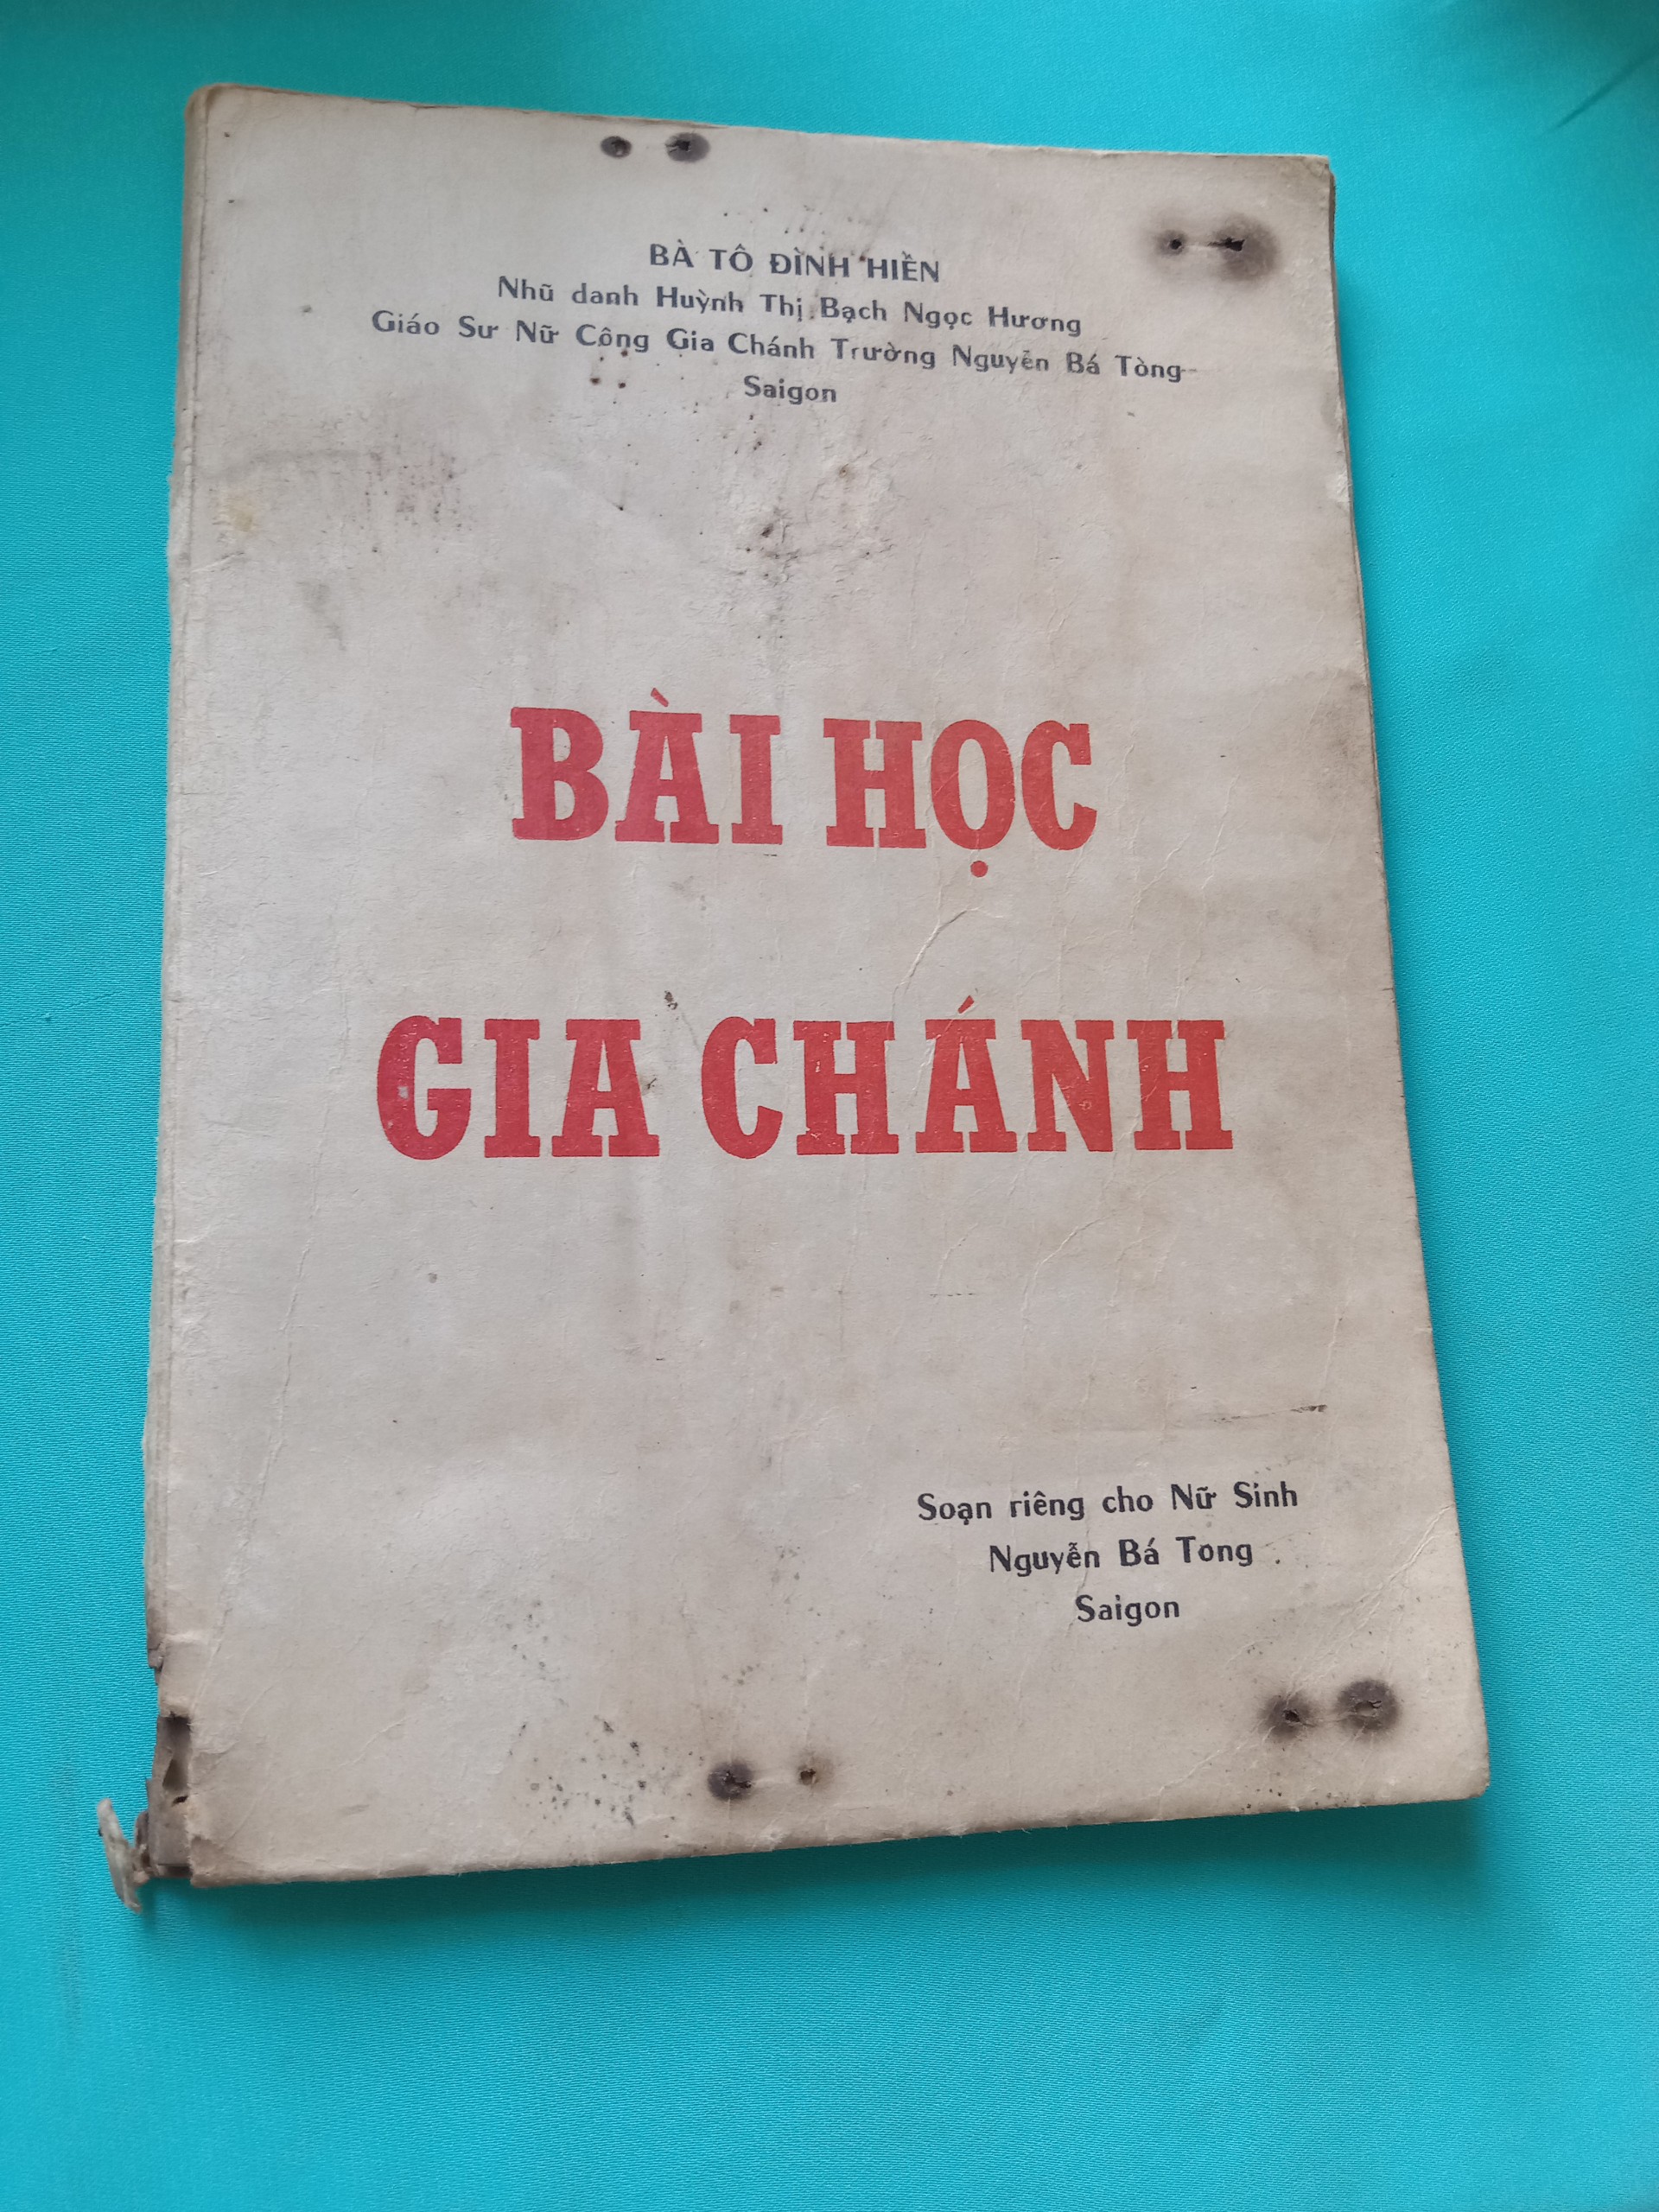 BÀ TÔ ĐÌNH HIỀN
Nhũ danh Huỳnh Thị Bạch Ngọc Hương
Giáo Sư Nữ Công Gia Chánh Trường Nguyễn Bá Tòng
Saigon
BÀI HỌC
GIA CHÁNH
Soạn riêng cho Nữ Sinh
Nguyễn Bá Tong
Saigon